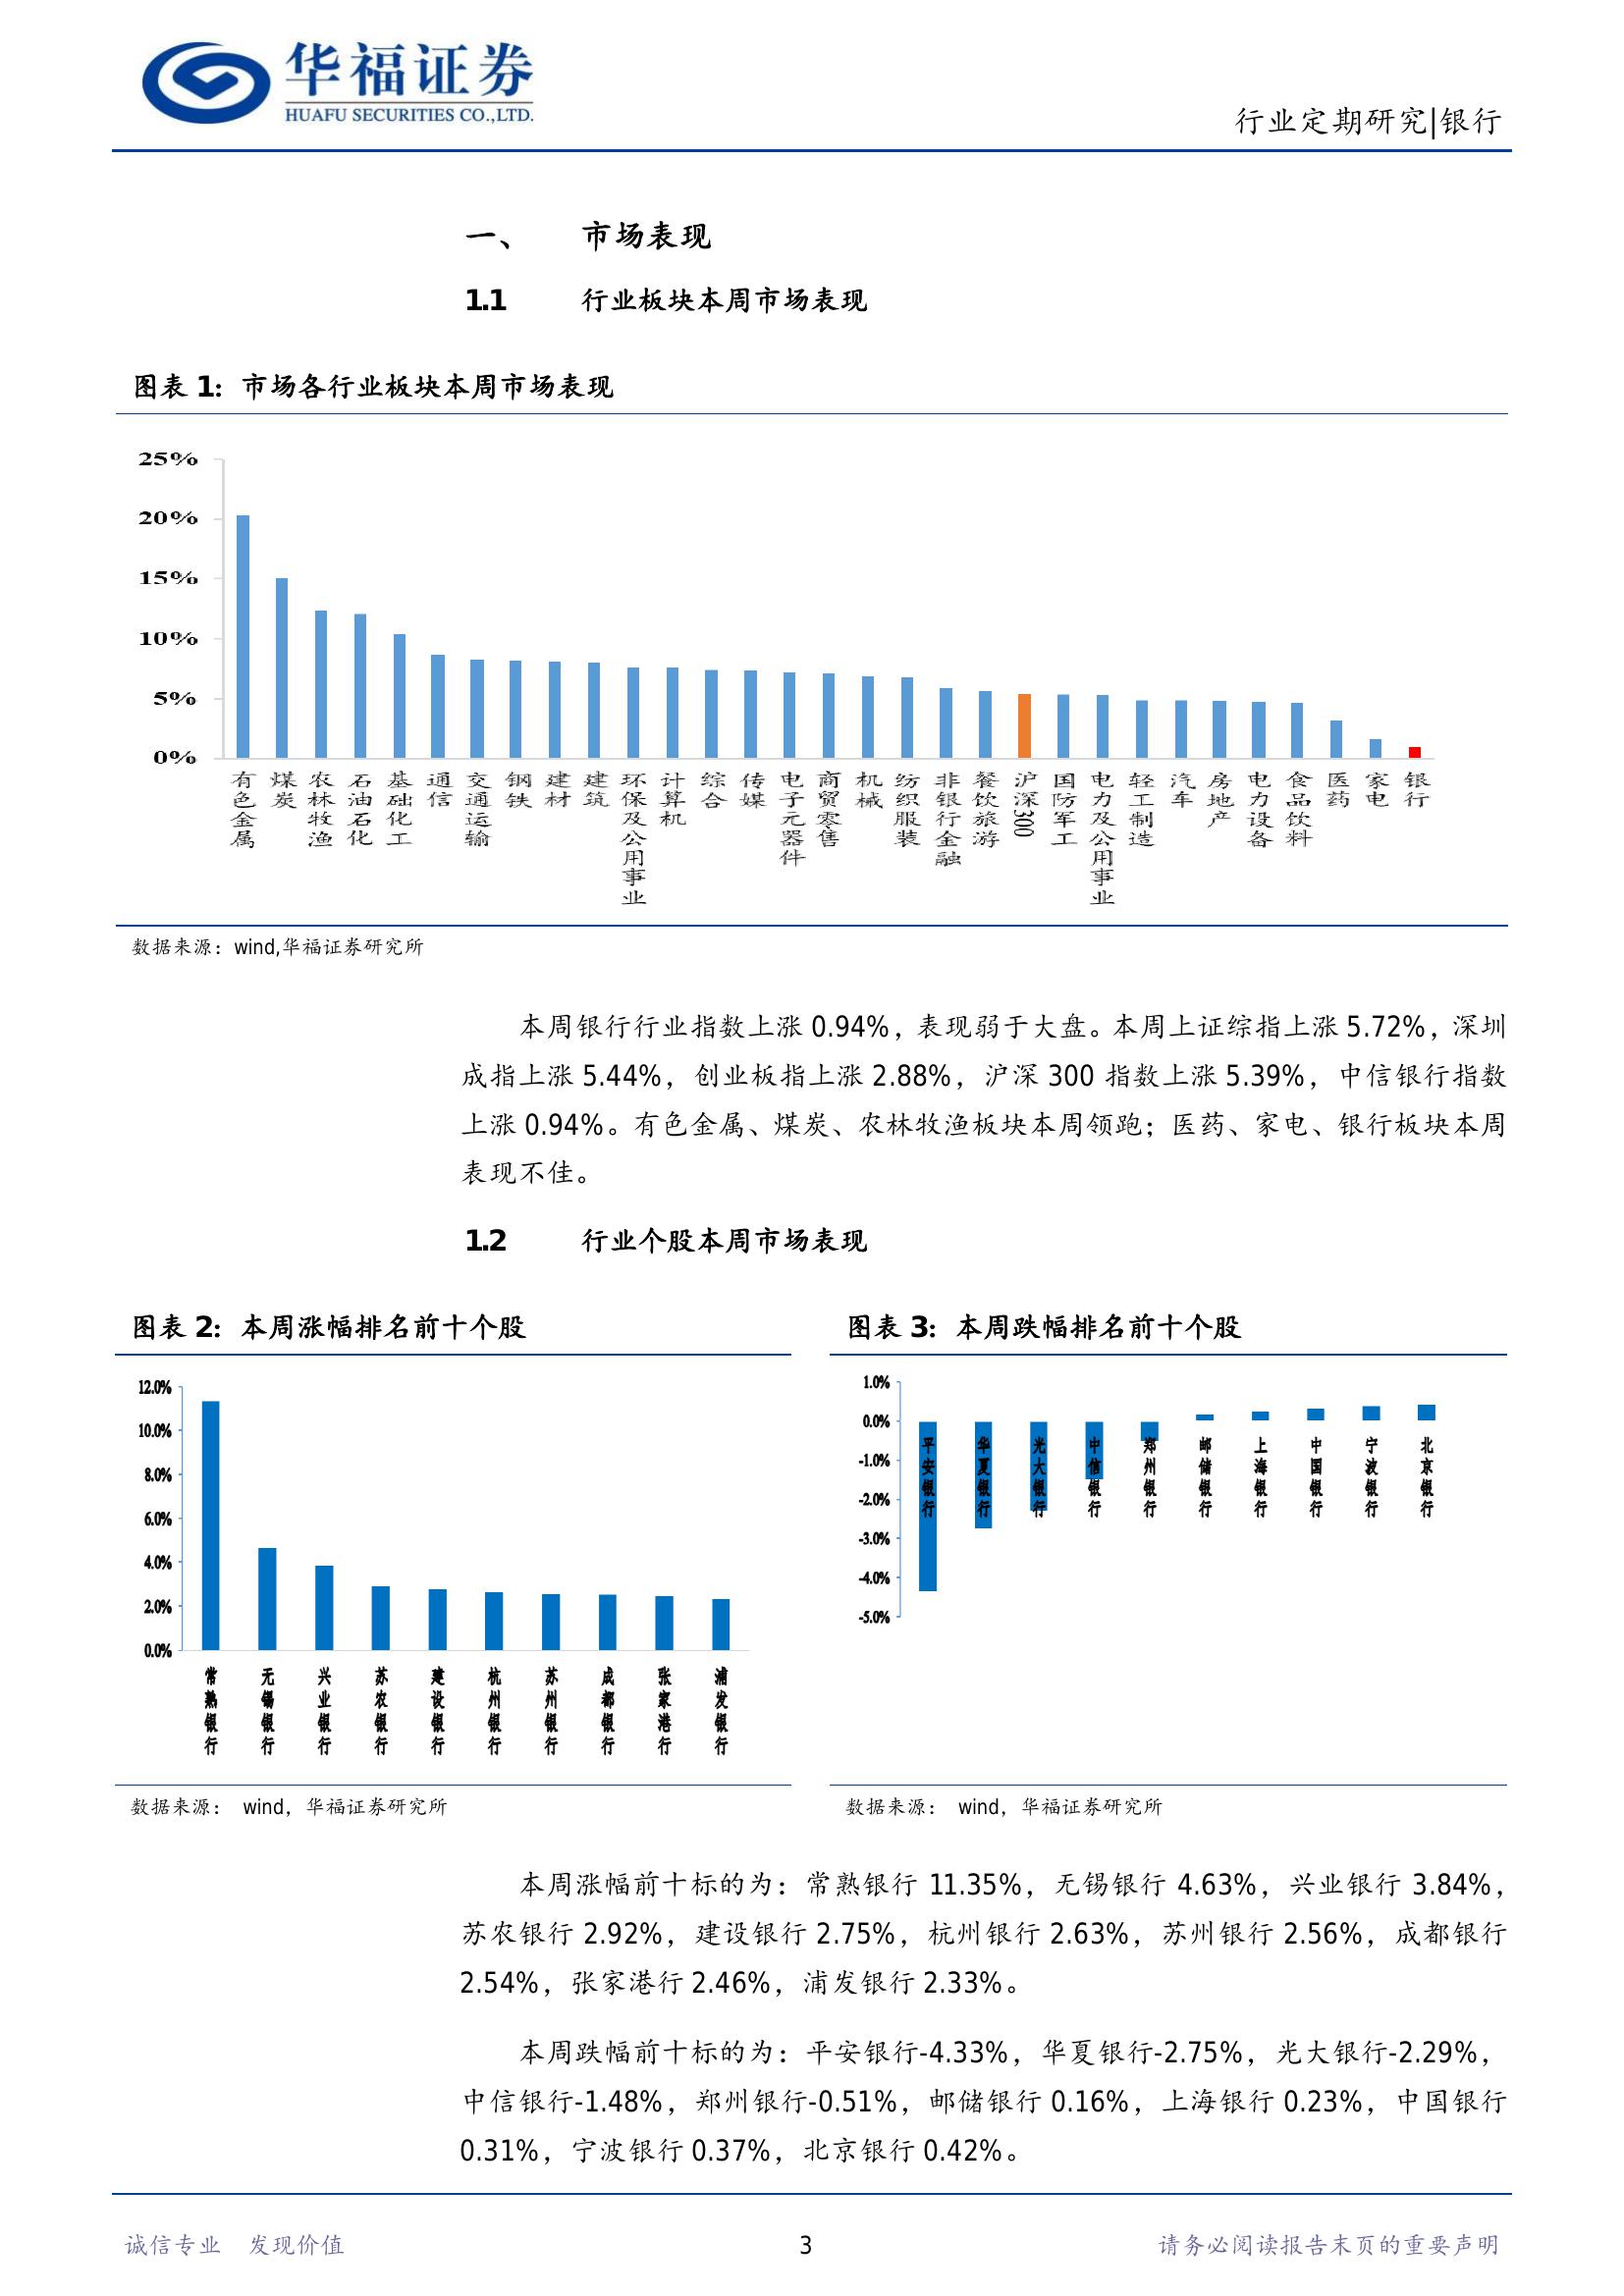 华福证券
HUAFU SECURITIES CO.,LTD.
行业定期研究|银行
一、 市场表现
1.1 行业板块本周市场表现
图表 1：市场各行业板块本周市场表现
25%
20%
15%
10%
5%
0%
有色金属
煤炭
农林牧渔
石油石化
基础化工
通信
交通运输
钢铁
建材
建筑
环保及公用事业
计算机
综合
传媒
电子元器件
商贸零售
机械
纺织服装
非银行金融
餐饮旅游
沪深300
国防军工
电力及公用事业
轻工制造
汽车
房地产
电力设备
食品饮料
医药
家电
银行
数据来源：wind,华福证券研究所
本周银行行业指数上涨 0.94%，表现弱于大盘。本周上证综指上涨 5.72%，深圳
成指上涨 5.44%，创业板指上涨 2.88%，沪深 300 指数上涨 5.39%，中信银行指数
上涨 0.94%。有色金属、煤炭、农林牧渔板块本周领跑；医药、家电、银行板块本周
表现不佳。
1.2 行业个股本周市场表现
图表 2：本周涨幅排名前十个股
12.0%
10.0%
8.0%
6.0%
4.0%
2.0%
0.0%
常熟银行
无锡银行
兴业银行
苏农银行
建设银行
杭州银行
苏州银行
成都银行
张家港行
浦发银行
数据来源： wind，华福证券研究所
图表 3：本周跌幅排名前十个股
1.0%
0.0%
-1.0%
-2.0%
-3.0%
-4.0%
-5.0%
平安银行
华夏银行
光大银行
中信银行
郑州银行
邮储银行
上海银行
中国银行
宁波银行
北京银行
数据来源： wind，华福证券研究所
本周涨幅前十标的为：常熟银行 11.35%，无锡银行 4.63%，兴业银行 3.84%，
苏农银行 2.92%，建设银行 2.75%，杭州银行 2.63%，苏州银行 2.56%，成都银行
2.54%，张家港行 2.46%，浦发银行 2.33%。
本周跌幅前十标的为：平安银行-4.33%，华夏银行-2.75%，光大银行-2.29%，
中信银行-1.48%，郑州银行-0.51%，邮储银行 0.16%，上海银行 0.23%，中国银行
0.31%，宁波银行 0.37%，北京银行 0.42%。
诚信专业 发现价值
3
请务必阅读报告末页的重要声明